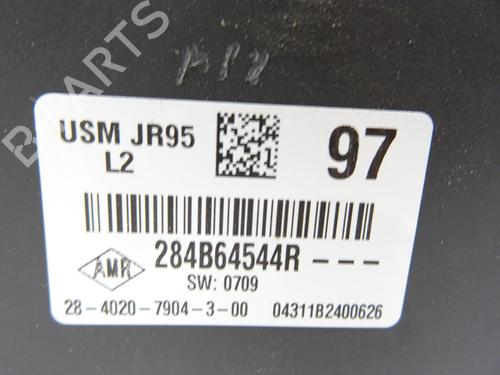 USM JR95
L2
97
284B64544R---
AMR
SW: 0709
28-4020-7904-3-00
04311B2400626
B-PARTS